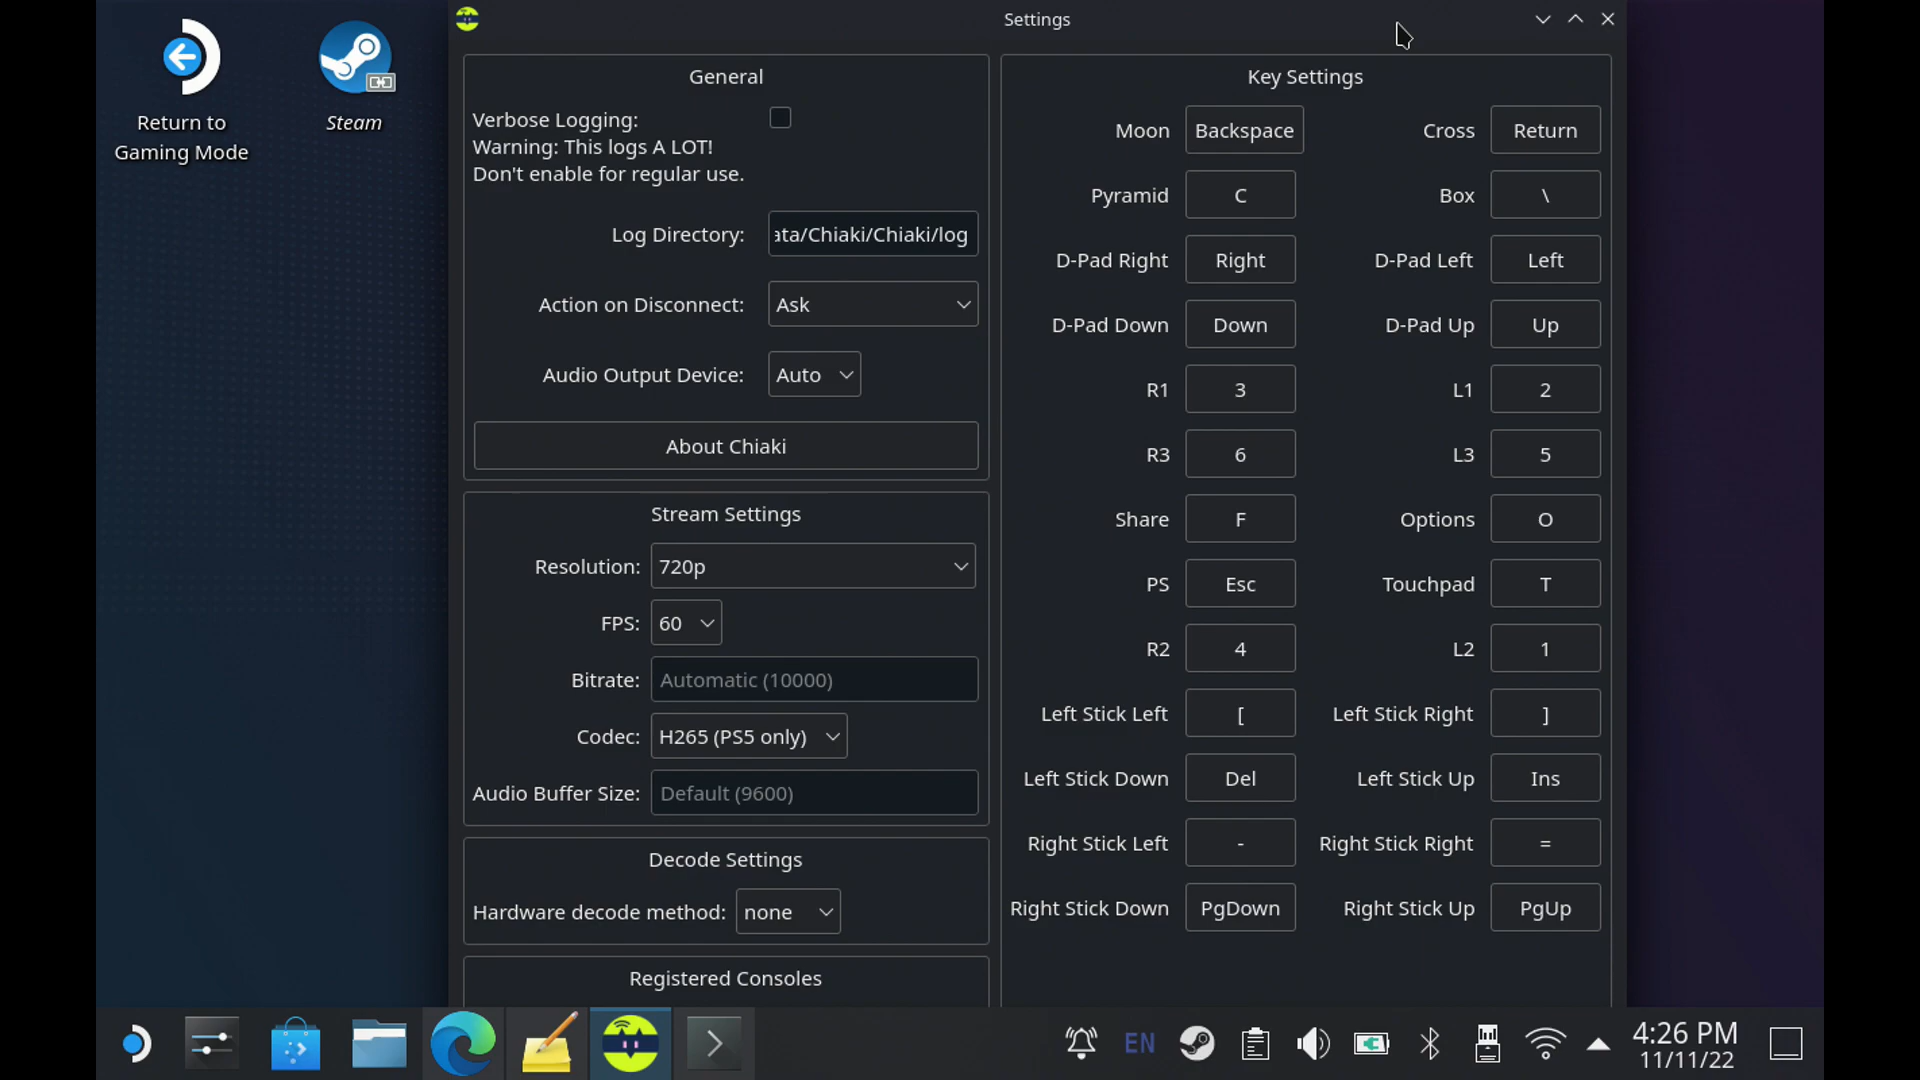 Settings
Return to
Gaming Mode
Steam
General
Verbose Logging:
Warning: This logs A LOT!
Don't enable for regular use.
Log Directory: ata/Chiaki/Chiaki/log
Action on Disconnect: Ask
Audio Output Device: Auto
About Chiaki
Stream Settings
Resolution: 720p
FPS: 60
Bitrate: Automatic (10000)
Codec: H265 (PS5 only)
Audio Buffer Size: Default (9600)
Decode Settings
Hardware decode method: none
Registered Consoles
Key Settings
Moon Backspace Cross Return
Pyramid C Box \
D-Pad Right Right D-Pad Left Left
D-Pad Down Down D-Pad Up Up
R1 3 L1 2
R3 6 L3 5
Share F Options O
PS Esc Touchpad T
R2 4 L2 1
Left Stick Left [ Left Stick Right ]
Left Stick Down Del Left Stick Up Ins
Right Stick Left - Right Stick Right =
Right Stick Down PgDown Right Stick Up PgUp
EN
4:26 PM
11/11/22